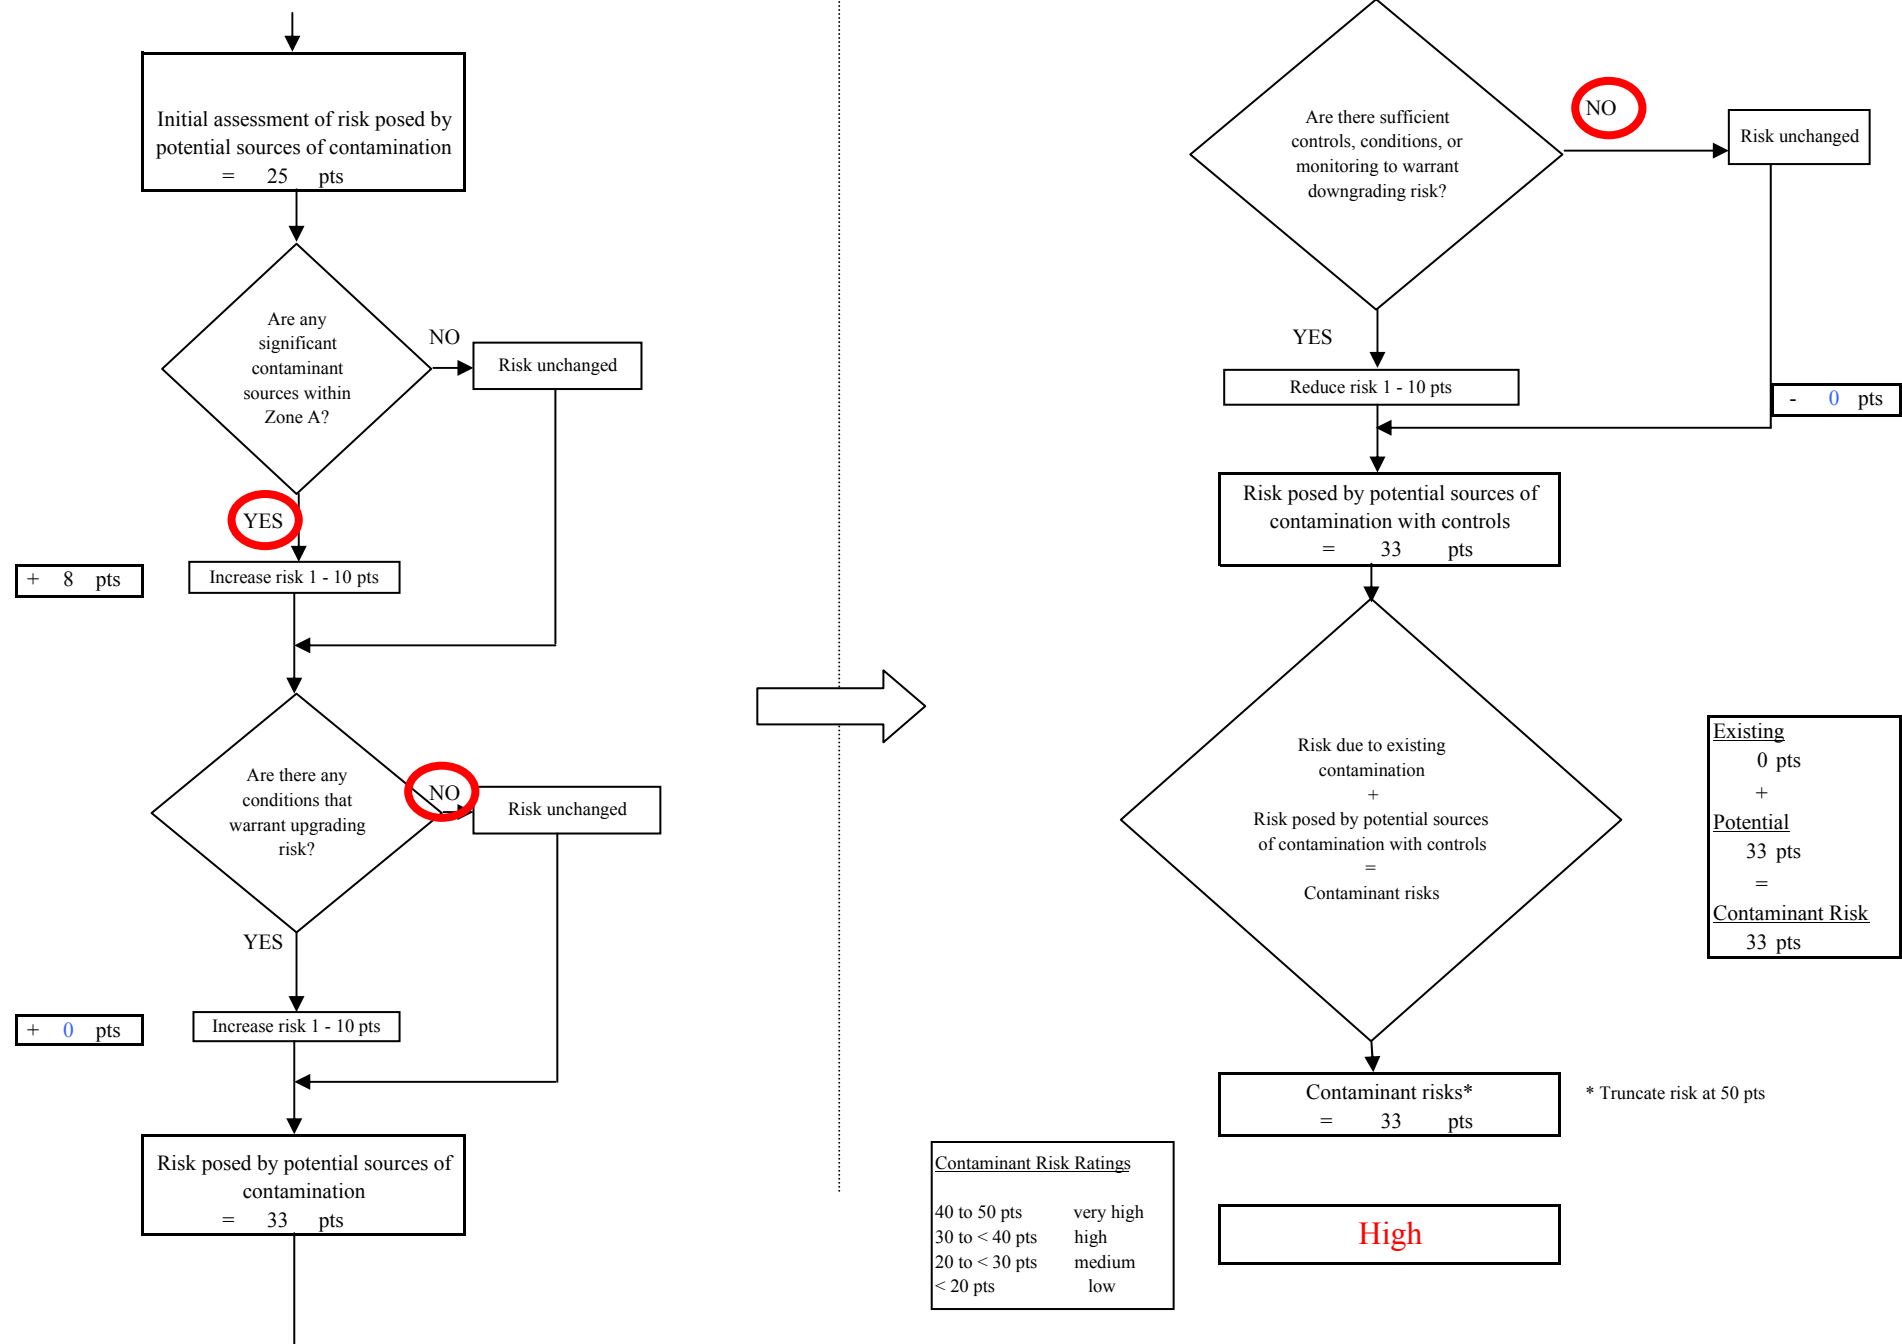 Initial assessment of risk posed by
potential sources of contamination
= 25 pts
Are any
significant
contaminant
sources within
Zone A?
NO
Risk unchanged
YES
+ 8 pts
Increase risk 1 - 10 pts
Are there any
conditions that
warrant upgrading
risk?
NO
Risk unchanged
YES
+ 0 pts
Increase risk 1 - 10 pts
Risk posed by potential sources of
contamination
= 33 pts
Are there sufficient
controls, conditions, or
monitoring to warrant
downgrading risk?
NO
Risk unchanged
YES
Reduce risk 1 - 10 pts
- 0 pts
Risk posed by potential sources of
contamination with controls
= 33 pts
Risk due to existing
contamination
+
Risk posed by potential sources
of contamination with controls
=
Contaminant risks
Existing
0 pts
+
Potential
33 pts
=
Contaminant Risk
33 pts
Contaminant risks*
= 33 pts
* Truncate risk at 50 pts
Contaminant Risk Ratings
40 to 50 pts very high
30 to < 40 pts high
20 to < 30 pts medium
< 20 pts low
High